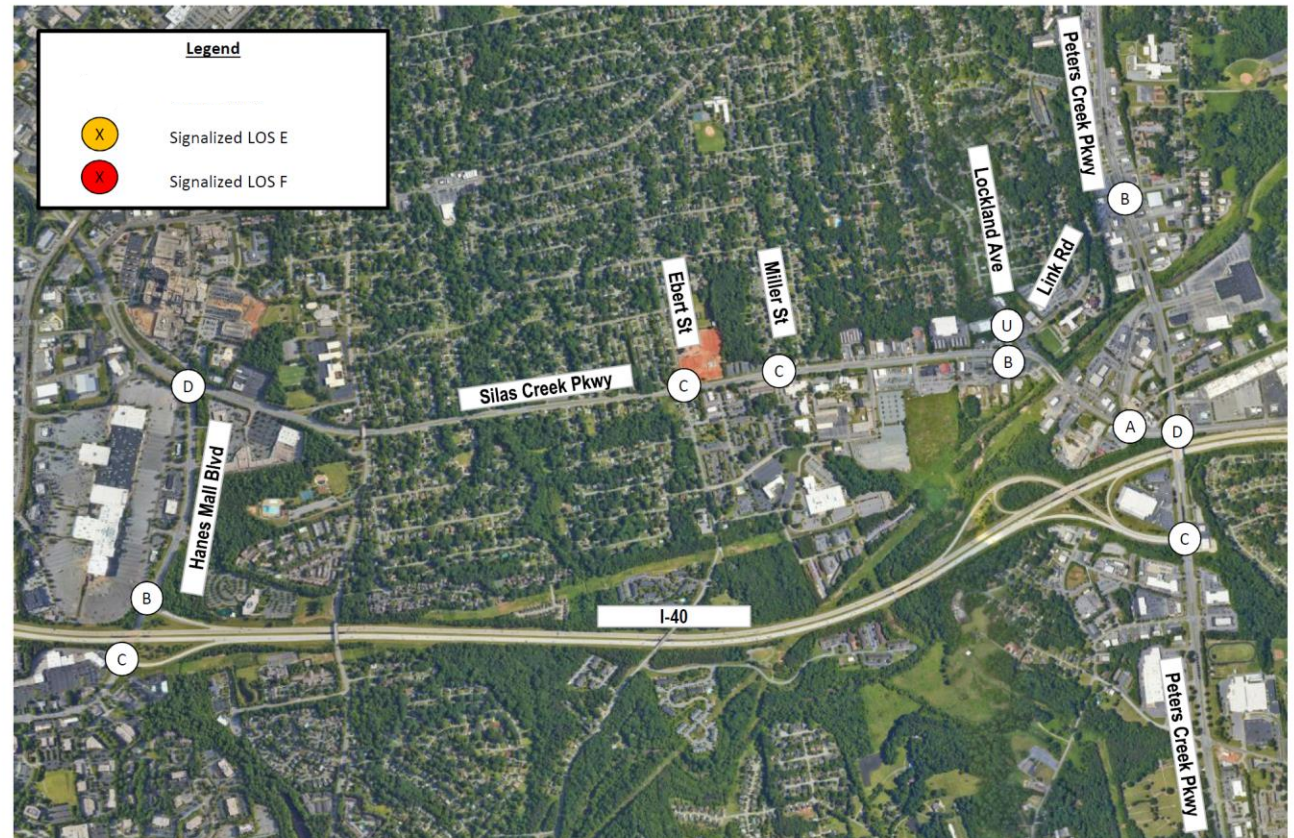 Legend
X Signalized LOS E
X Signalized LOS F
Peters Creek Pkwy
B
Lockland Ave
Link Rd
Ebert St
Miller St
U
B
C
C
D
Silas Creek Pkwy
A
D
Hanes Mall Blvd
C
B
I-40
C
Peters Creek Pkwy